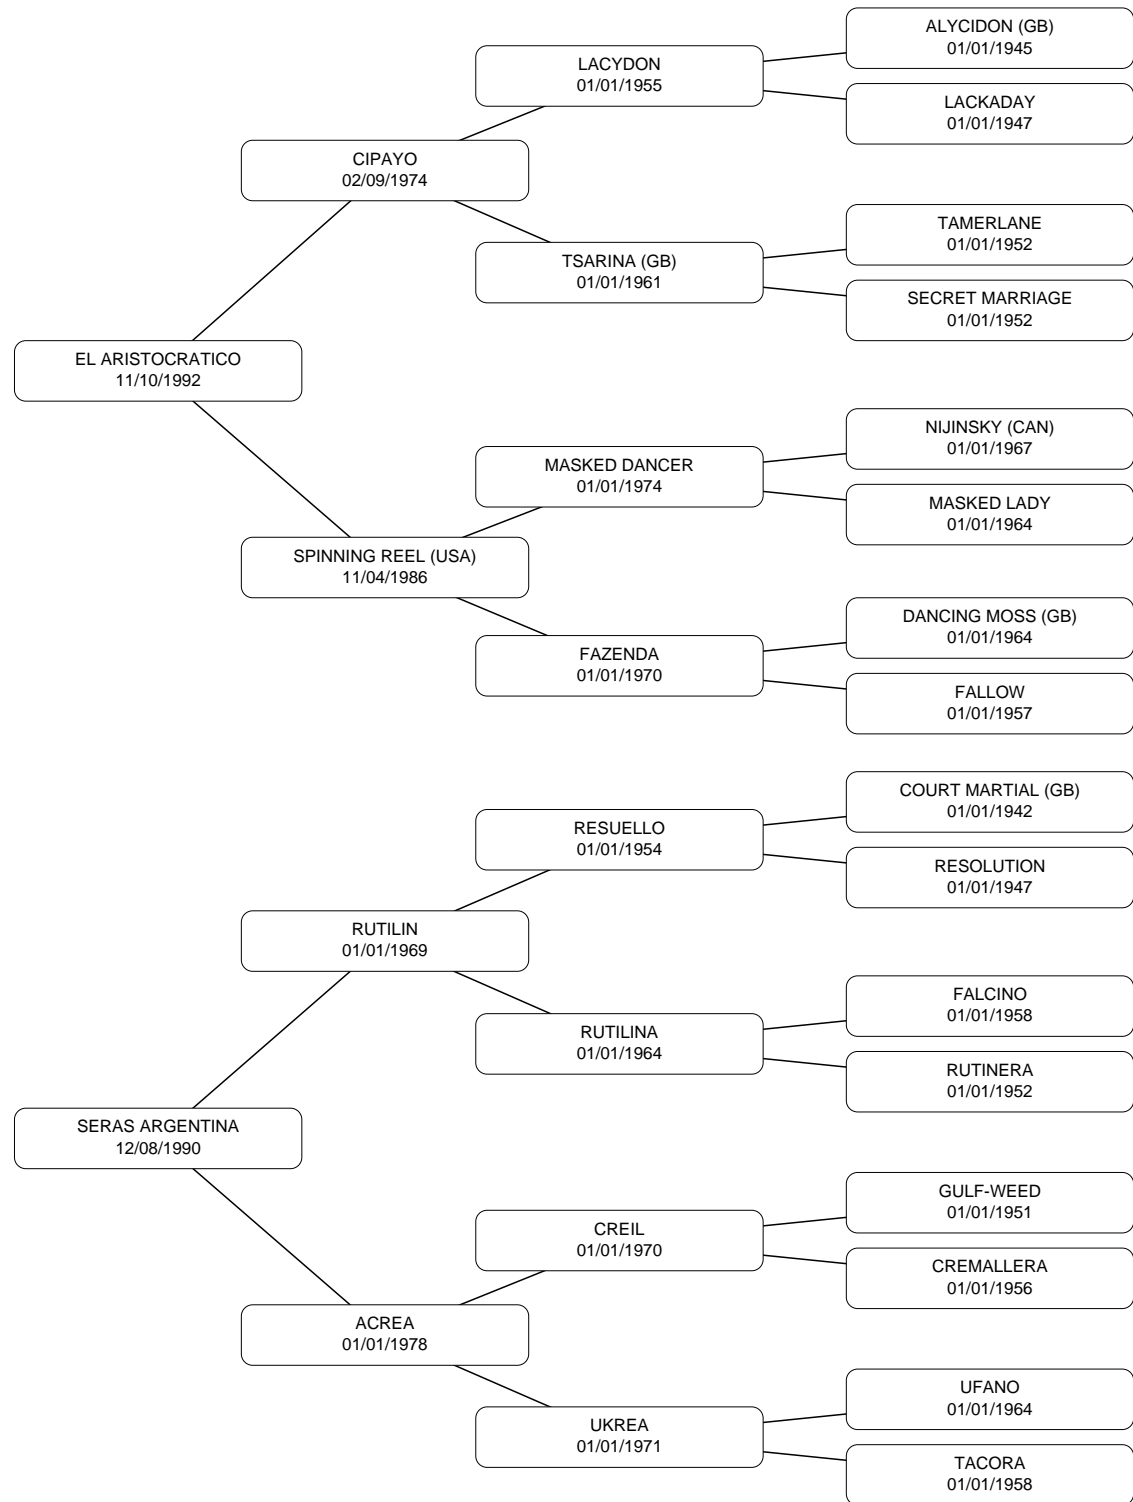 ALYCIDON (GB)
01/01/1945
LACYDON
01/01/1955
LACKADAY
01/01/1947
CIPAYO
02/09/1974
TAMERLANE
01/01/1952
TSARINA (GB)
01/01/1961
SECRET MARRIAGE
01/01/1952
EL ARISTOCRATICO
11/10/1992
NIJINSKY (CAN)
01/01/1967
MASKED DANCER
01/01/1974
MASKED LADY
01/01/1964
SPINNING REEL (USA)
11/04/1986
DANCING MOSS (GB)
01/01/1964
FAZENDA
01/01/1970
FALLOW
01/01/1957
COURT MARTIAL (GB)
01/01/1942
RESUELLO
01/01/1954
RESOLUTION
01/01/1947
RUTILIN
01/01/1969
FALCINO
01/01/1958
RUTILINA
01/01/1964
RUTINERA
01/01/1952
SERAS ARGENTINA
12/08/1990
GULF-WEED
01/01/1951
CREIL
01/01/1970
CREMALLERA
01/01/1956
ACREA
01/01/1978
UFANO
01/01/1964
UKREA
01/01/1971
TACORA
01/01/1958